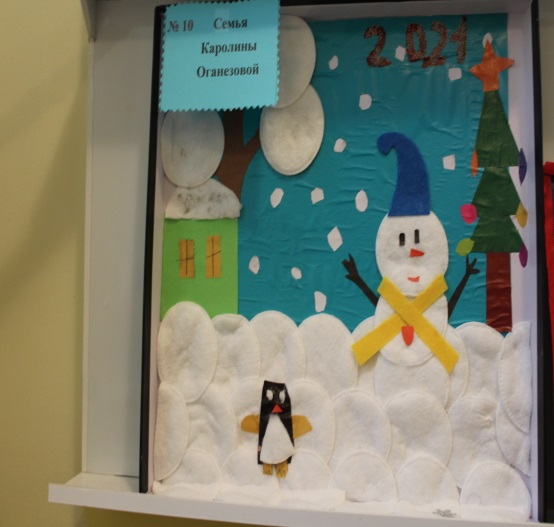 № 10 Семья
Каролины
Оганезовой
2021